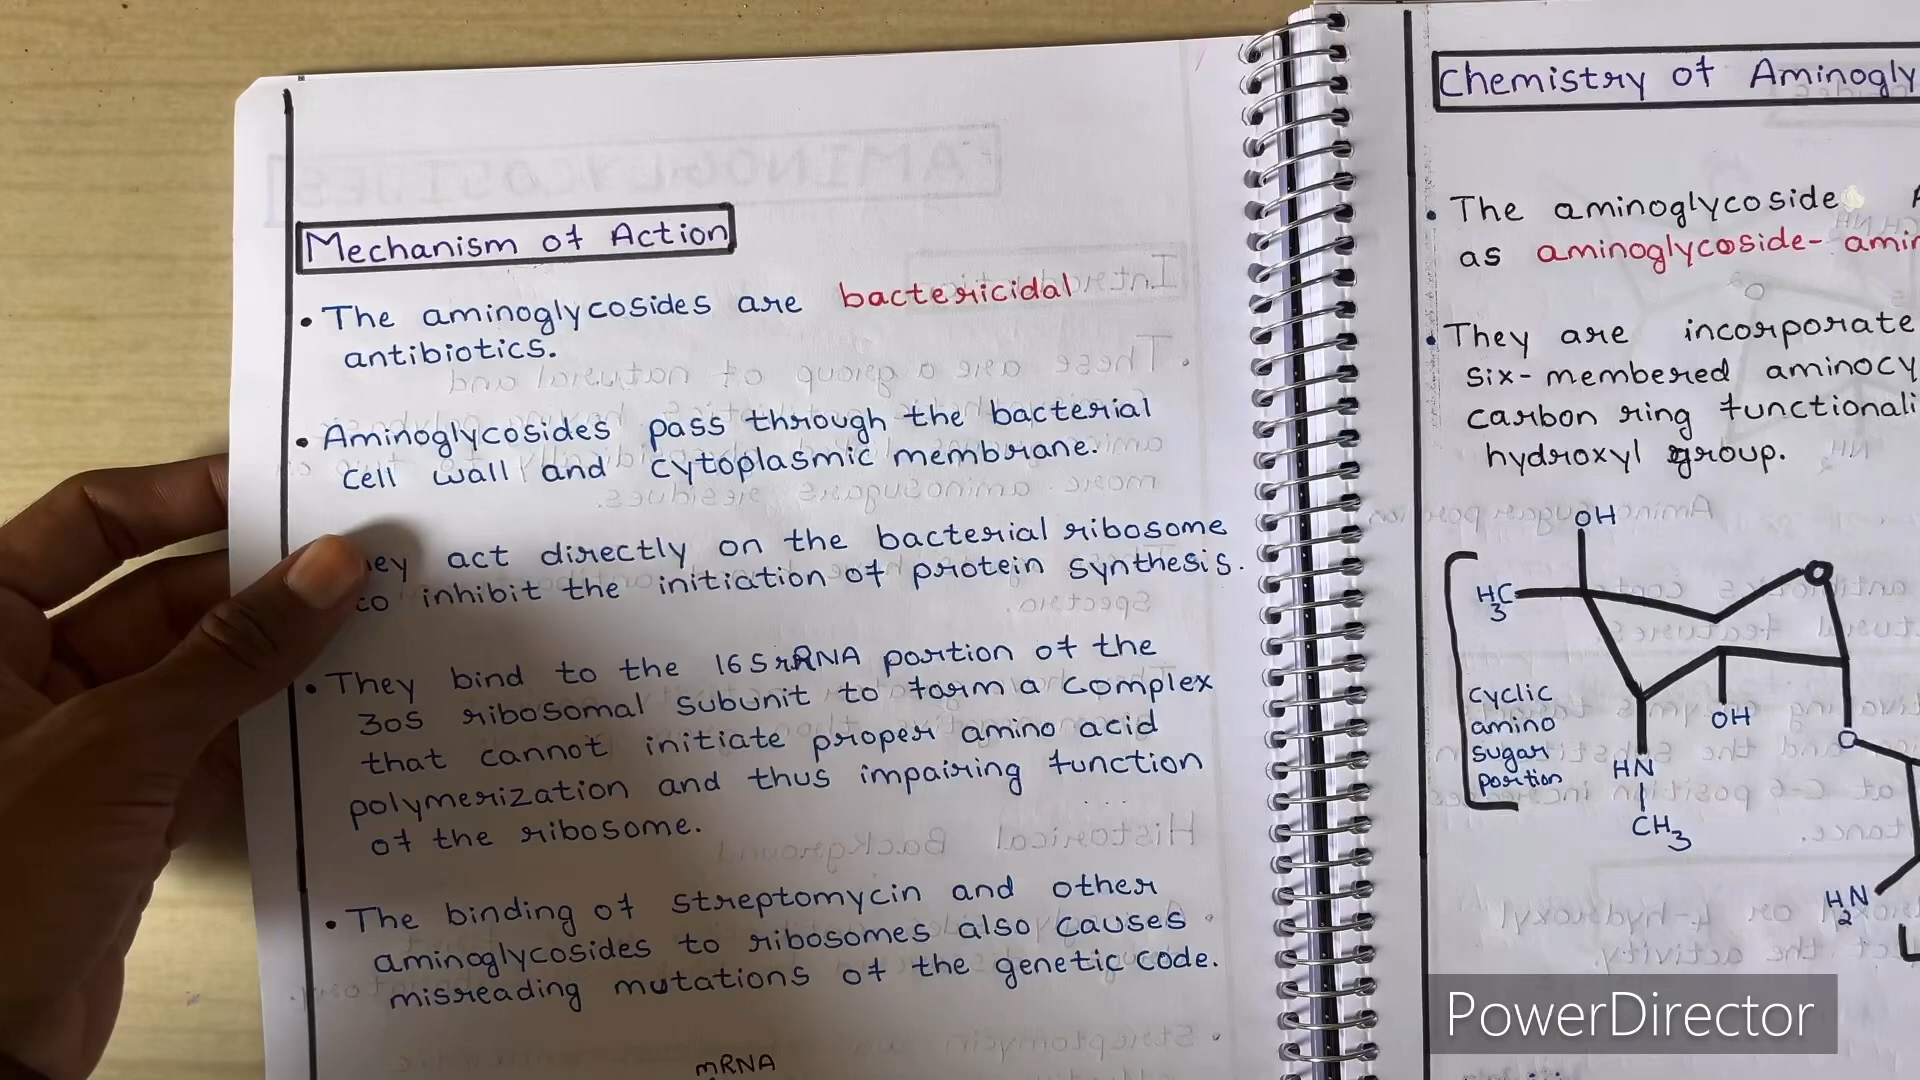 Mechanism of Action
• The aminoglycosides are bactericidal
antibiotics.
• Aminoglycosides pass through the bacterial
cell wall and cytoplasmic membrane.
act directly on the bacterial ribosome
to inhibit the initiation of protein synthesis.
• They bind to the 16SrRNA portion of the
30S ribosomal subunit to form a complex
that cannot initiate proper amino acid
polymerization and thus impairing function
of the ribosome.
• The binding of streptomycin and other
aminoglycosides to ribosomes also causes
misreading mutations of the genetic code.
mRNA
Chemistry of Aminogly
• The aminoglycoside
as aminoglycoside- amin
• They are incorporate
six-membered aminocy
carbon ring functionali
hydroxyl group.
OH
H3C
O
cyclic
amino
sugar
portion
OH
O
HN
CH3
H2N
PowerDirector